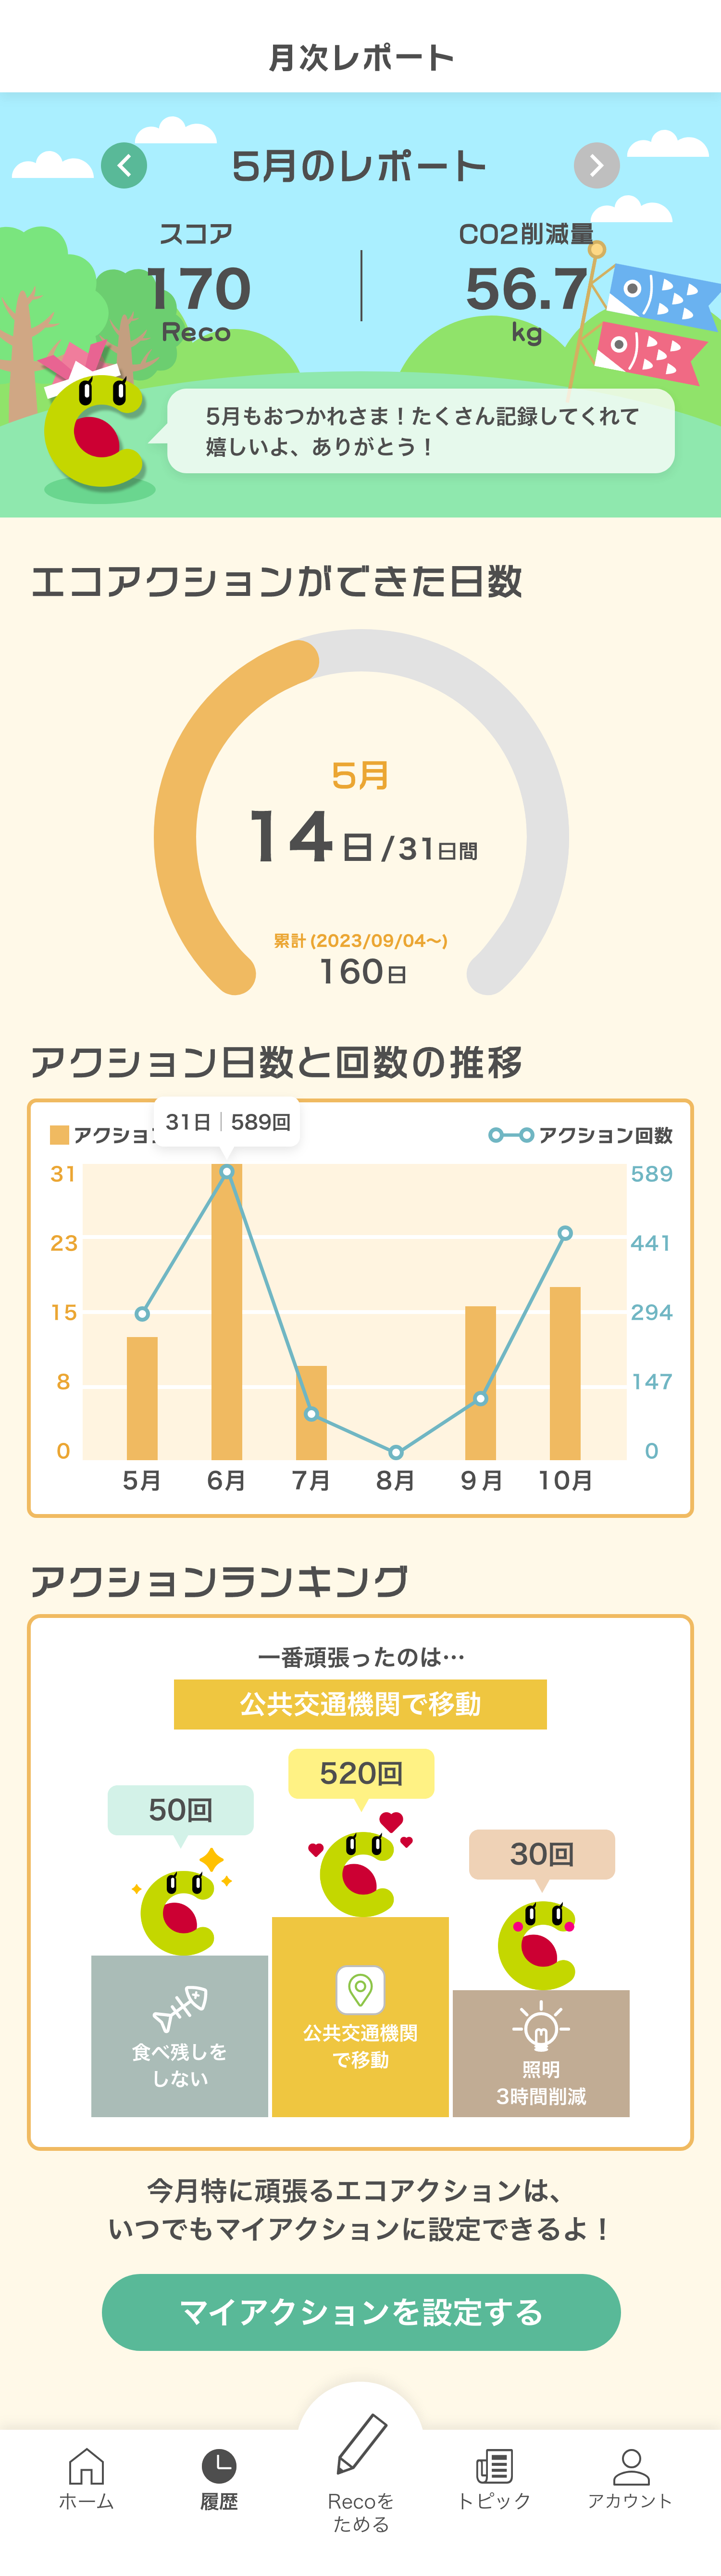 月次レポート
5月のレポート
スコア
170
Reco
CO2削減量
56.7
kg
5月もおつかれさま！たくさん記録してくれて
嬉しいよ、ありがとう！
エコアクションができた日数
5月
14日/31日間
累計 (2023/09/04〜)
160日
アクション日数と回数の推移
31日｜589回
アクショ
アクション回数
31
23
15
8
0
589
441
294
147
0
5月 6月 7月 8月 9月 10月
アクションランキング
一番頑張ったのは…
公共交通機関で移動
520回
50回
30回
公共交通機関
で移動
食べ残しを
しない
照明
3時間削減
今月特に頑張るエコアクションは、
いつでもマイアクションに設定できるよ！
マイアクションを設定する
ホーム
履歴
Recoを
ためる
トピック
アカウント